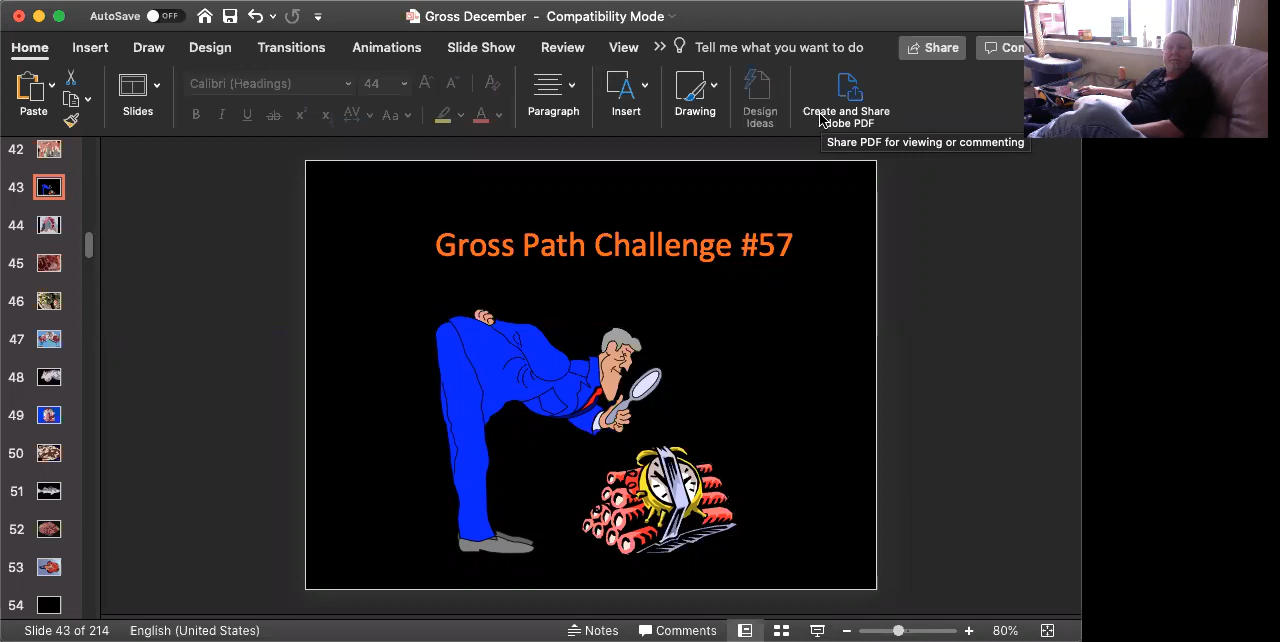 AutoSave OFF
Gross December - Compatibility Mode
Home Insert Draw Design Transitions Animations Slide Show Review View Tell me what you want to do Share
Paste
Slides
Calibri (Headings) 44
Paragraph
Insert
Drawing
Design
Ideas
Create and Share
Adobe PDF
Share PDF for viewing or commenting
42
43
44
45
46
47
48
49
50
51
52
53
54
Gross Path Challenge #57
Slide 43 of 214 English (United States) Notes Comments 80%